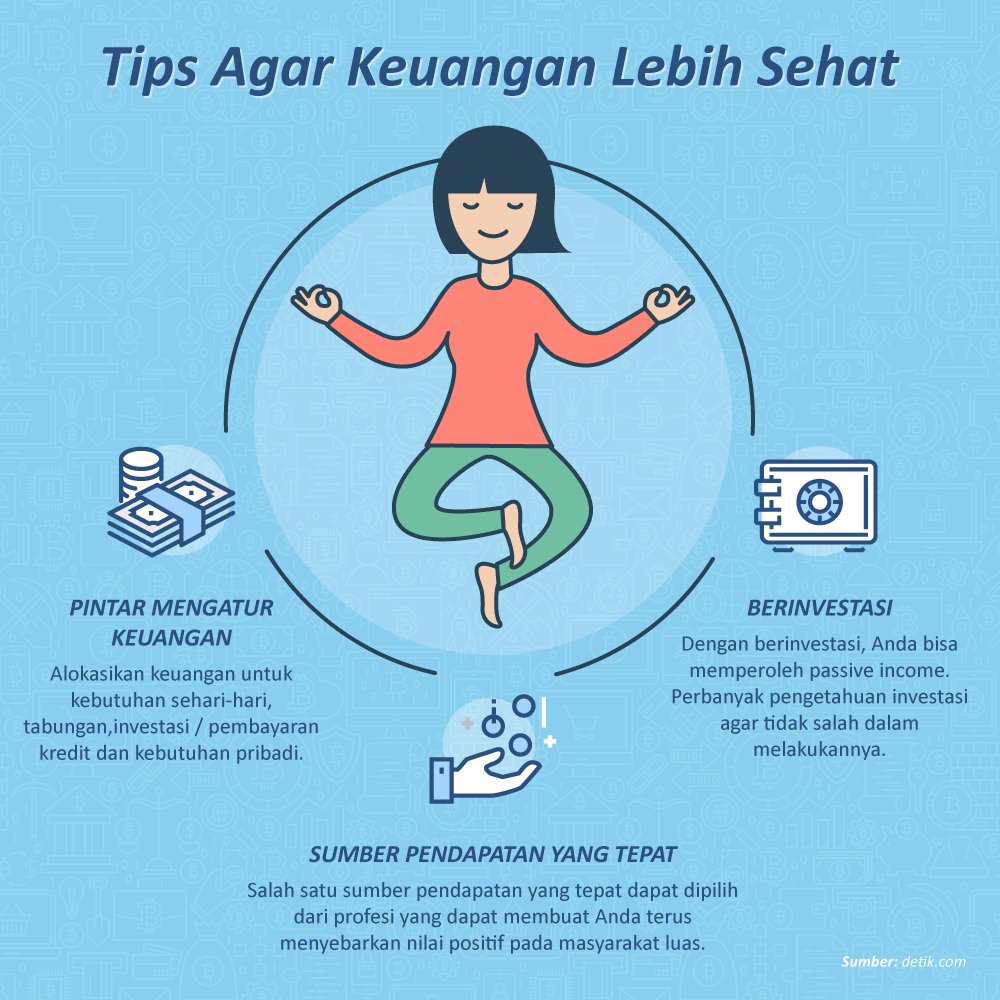 Tips Agar Keuangan Lebih Sehat
PINTAR MENGATUR
KEUANGAN
Alokasikan keuangan untuk
kebutuhan sehari-hari,
tabungan,investasi / pembayaran
kredit dan kebutuhan pribadi.
BERINVESTASI
Dengan berinvestasi, Anda bisa
memperoleh passive income.
Perbanyak pengetahuan investasi
agar tidak salah dalam
melakukannya.
SUMBER PENDAPATAN YANG TEPAT
Salah satu sumber pendapatan yang tepat dapat dipilih
dari profesi yang dapat membuat Anda terus
menyebarkan nilai positif pada masyarakat luas.
Sumber: detik.com